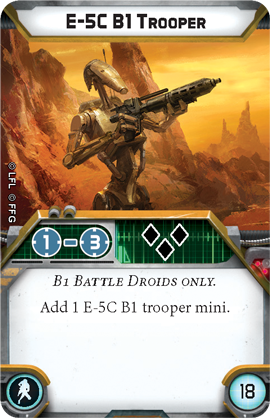 E-5C B1 TROOPER
©LFL ©FFG
1-3
B1 BATTLE DROIDS ONLY.
Add 1 E-5C B1 trooper mini.
18